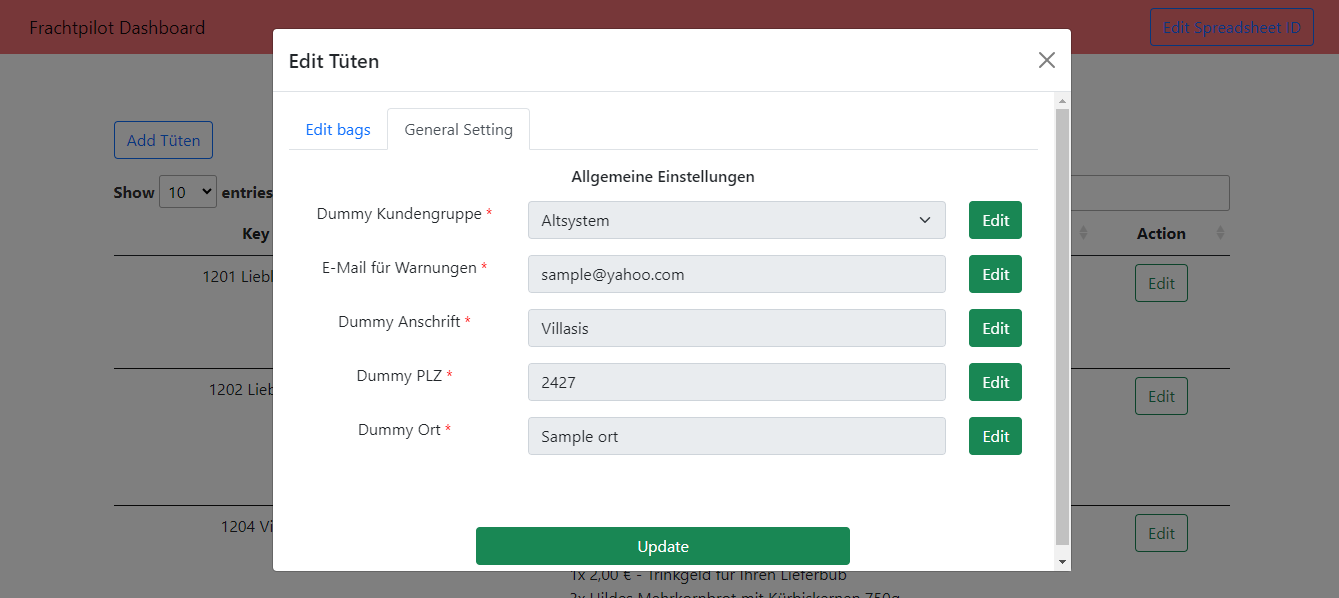 Frachtpilot Dashboard
Edit Spreadsheet ID
Edit Tüten
Edit bags
General Setting
Add Tüten
Show 10 entries
Allgemeine Einstellungen
Dummy Kundengruppe *
Altsystem
Edit
Key
Action
E-Mail für Warnungen *
sample@yahoo.com
Edit
1201 Liebl
Edit
Dummy Anschrift *
Villasis
Edit
Dummy PLZ *
2427
Edit
1202 Lieb
Edit
Dummy Ort *
Sample ort
Edit
1204 Vi
Edit
Update
1x 2,00 € - Trinkgeld für Ihren Lieferbub
2x Hildes Mehrkornbrot mit Kürbiskernen 750g